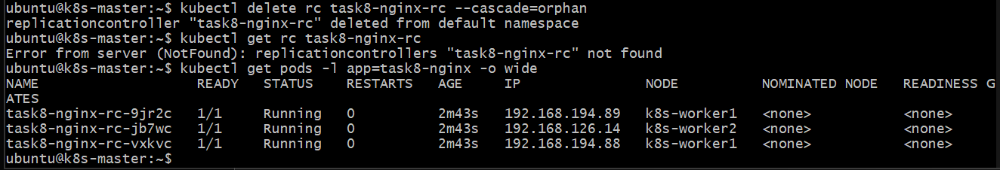 ubuntu@k8s-master:~$ kubectl delete rc task8-nginx-rc --cascade=orphan
replicationcontroller "task8-nginx-rc" deleted from default namespace
ubuntu@k8s-master:~$ kubectl get rc task8-nginx-rc
Error from server (NotFound): replicationcontrollers "task8-nginx-rc" not found
ubuntu@k8s-master:~$ kubectl get pods -l app=task8-nginx -o wide
NAME                   READY   STATUS    RESTARTS   AGE     IP               NODE          NOMINATED NODE   READINESS G
ATES
task8-nginx-rc-9jr2c   1/1     Running   0          2m43s   192.168.194.89   k8s-worker1   <none>           <none>
task8-nginx-rc-jb7wc   1/1     Running   0          2m43s   192.168.126.14   k8s-worker2   <none>           <none>
task8-nginx-rc-vxkvc   1/1     Running   0          2m43s   192.168.194.88   k8s-worker1   <none>           <none>
ubuntu@k8s-master:~$